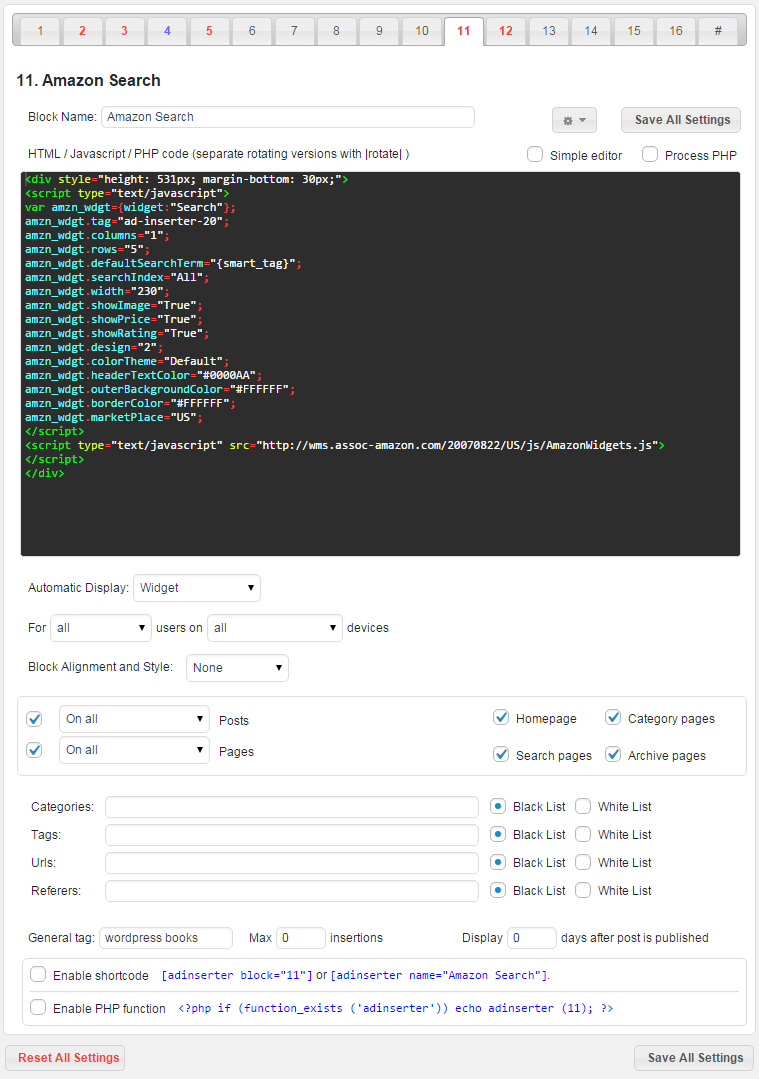 1 2 3 4 5 6 7 8 9 10 11 12 13 14 15 16 #
11. Amazon Search
Block Name: Amazon Search Save All Settings
HTML / Javascript / PHP code (separate rotating versions with |rotate| ) Simple editor Process PHP
<div style="height: 531px; margin-bottom: 30px;">
<script type="text/javascript">
var amzn_wdgt={widget:"Search"};
amzn_wdgt.tag="ad-inserter-20";
amzn_wdgt.columns="1";
amzn_wdgt.rows="5";
amzn_wdgt.defaultSearchTerm="{smart_tag}";
amzn_wdgt.searchIndex="All";
amzn_wdgt.width="230";
amzn_wdgt.showImage="True";
amzn_wdgt.showPrice="True";
amzn_wdgt.showRating="True";
amzn_wdgt.design="2";
amzn_wdgt.colorTheme="Default";
amzn_wdgt.headerTextColor="#0000AA";
amzn_wdgt.outerBackgroundColor="#FFFFFF";
amzn_wdgt.borderColor="#FFFFFF";
amzn_wdgt.marketPlace="US";
</script>
<script type="text/javascript" src="http://wms.assoc-amazon.com/20070822/US/js/AmazonWidgets.js">
</script>
</div>
Automatic Display: Widget
For all users on all devices
Block Alignment and Style: None
On all Posts Homepage Category pages
On all Pages Search pages Archive pages
Categories: Black List White List
Tags: Black List White List
Urls: Black List White List
Referers: Black List White List
General tag: wordpress books Max 0 insertions Display 0 days after post is published
Enable shortcode [adinserter block="11"] or [adinserter name="Amazon Search"].
Enable PHP function <?php if (function_exists ('adinserter')) echo adinserter (11); ?>
Reset All Settings Save All Settings